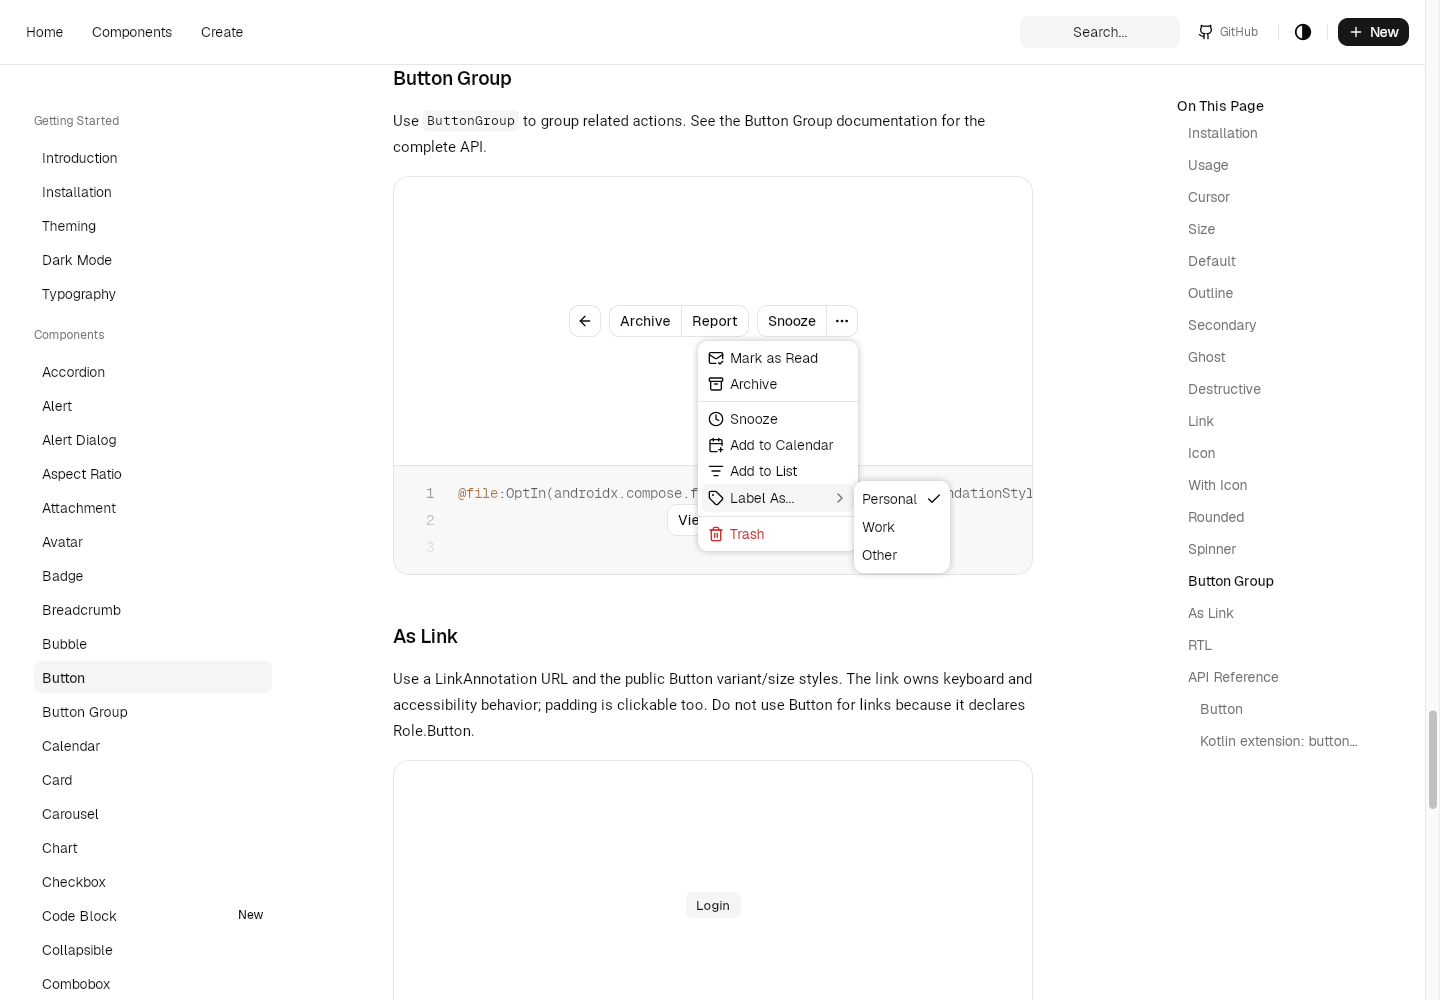 Home
Components
Create
Search...
GitHub
New
Getting Started
Introduction
Installation
Theming
Dark Mode
Typography
Components
Accordion
Alert
Alert Dialog
Aspect Ratio
Attachment
Avatar
Badge
Breadcrumb
Bubble
Button
Button Group
Calendar
Card
Carousel
Chart
Checkbox
Code Block New
Collapsible
Combobox
Button Group
Use ButtonGroup to group related actions. See the Button Group documentation for the
complete API.
Archive
Report
Snooze
Mark as Read
Archive
Snooze
Add to Calendar
Add to List
Label As...
Trash
Personal
Work
Other
1 @file:OptIn(androidx.compose.f
2
3
As Link
Use a LinkAnnotation URL and the public Button variant/size styles. The link owns keyboard and
accessibility behavior; padding is clickable too. Do not use Button for links because it declares
Role.Button.
Login
On This Page
Installation
Usage
Cursor
Size
Default
Outline
Secondary
Ghost
Destructive
Link
Icon
With Icon
Rounded
Spinner
Button Group
As Link
RTL
API Reference
Button
Kotlin extension: button...